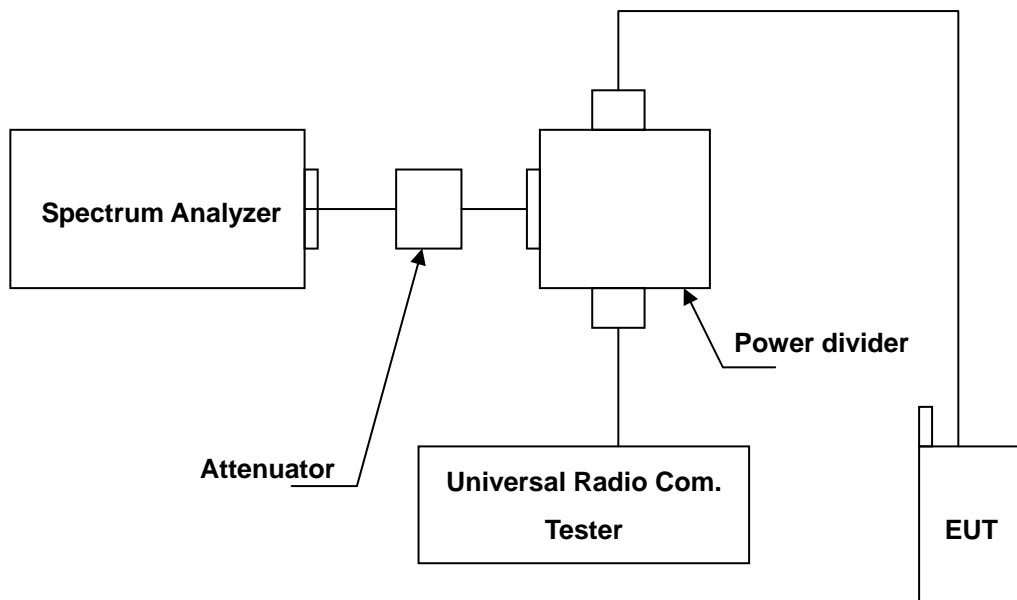 Spectrum Analyzer
Power divider
Attenuator
Universal Radio Com.
Tester
EUT